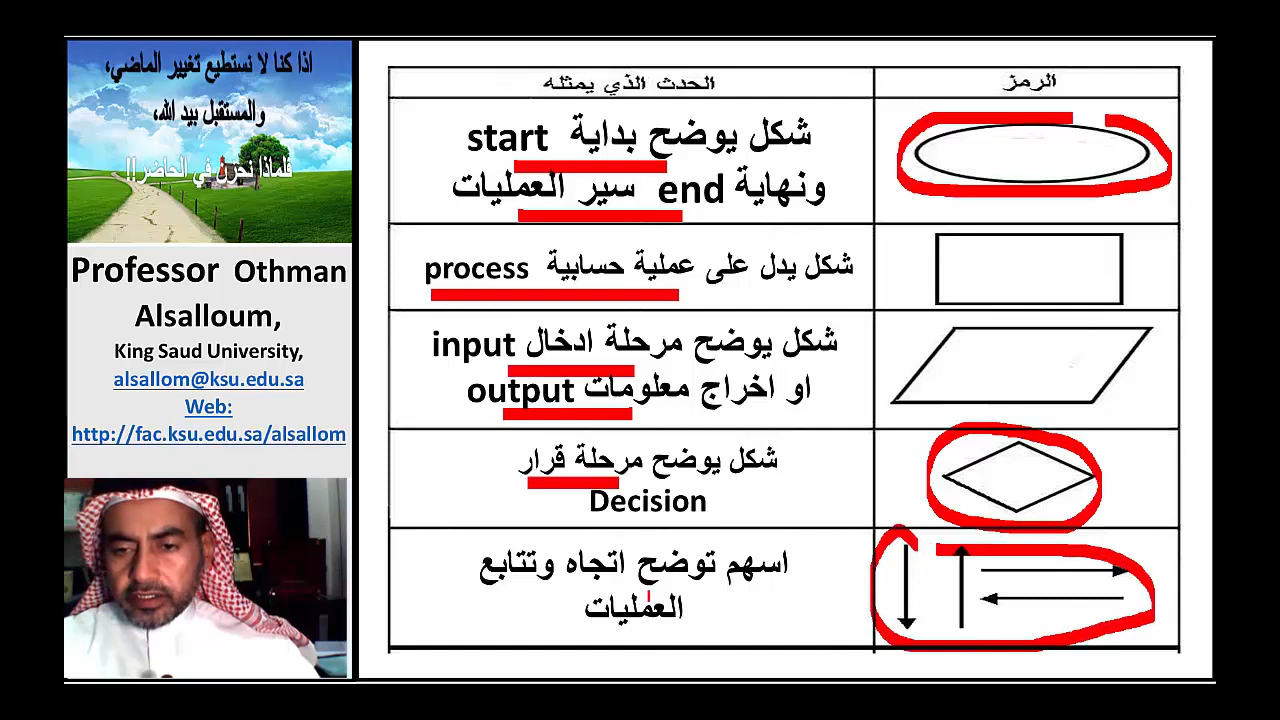 اذا كنا لا نستطيع تغيير الماضي،
والمستقبل بيد الله،
فلماذا نحزن في الحاضر!!
Professor Othman
Alsalloum,
King Saud University,
alsallom@ksu.edu.sa
Web:
http://fac.ksu.edu.sa/alsallom
الرمز
الحدث الذي يمثله
شكل يوضح بداية start
ونهاية end سير العمليات
شكل يدل على عملية حسابية process
شكل يوضح مرحلة ادخال input
او اخراج معلومات output
شكل يوضح مرحلة قرار
Decision
اسهم توضح اتجاه وتتابع
العمليات